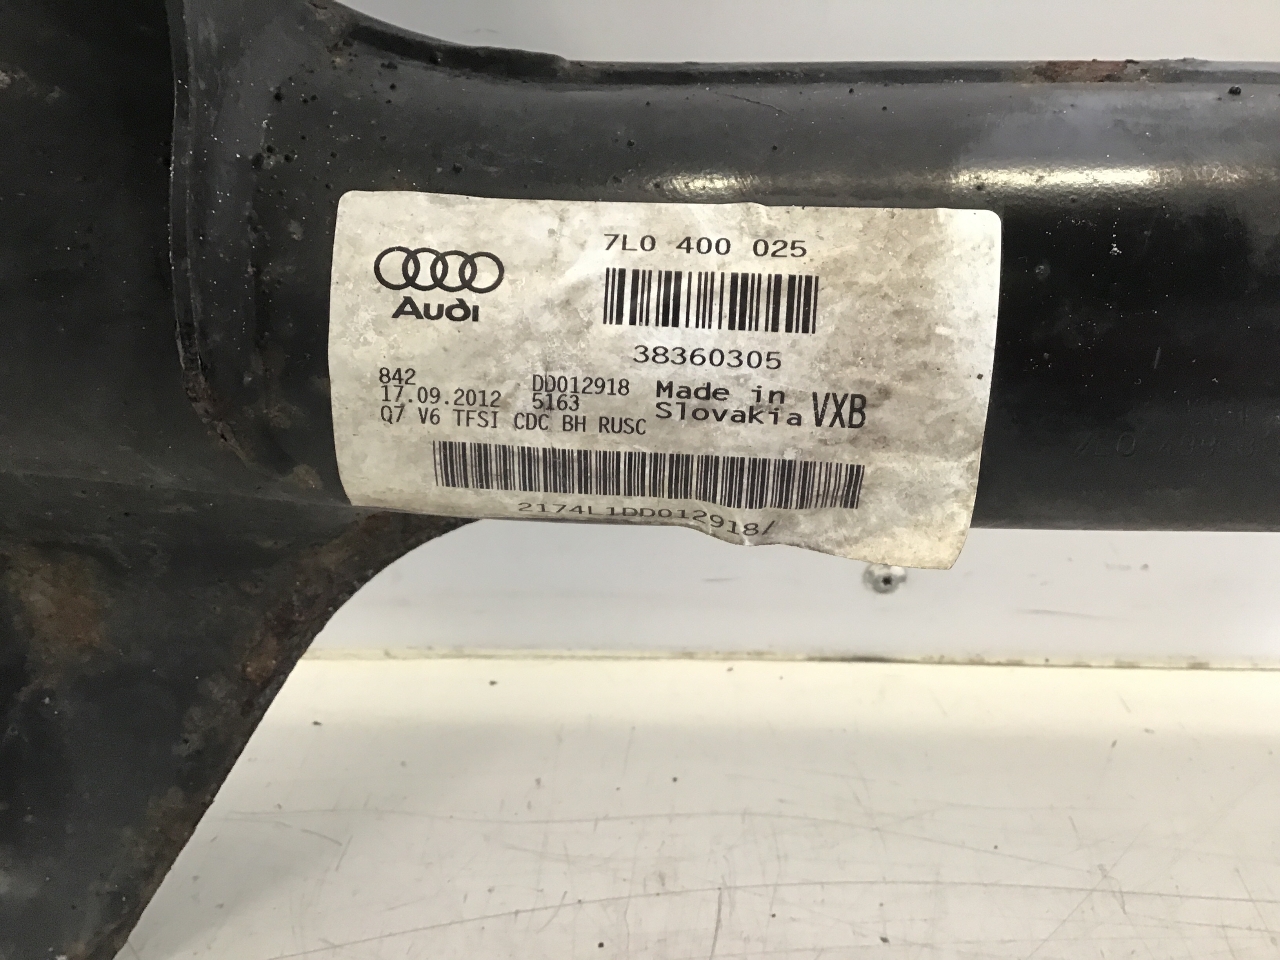 7L0 400 025
Audi
38360305
842
17.09.2012 DD012918
5163
Q7 V6 TFSI CDC BH RUSC
Made in
Slovakia VXB
2174L1DD012918/